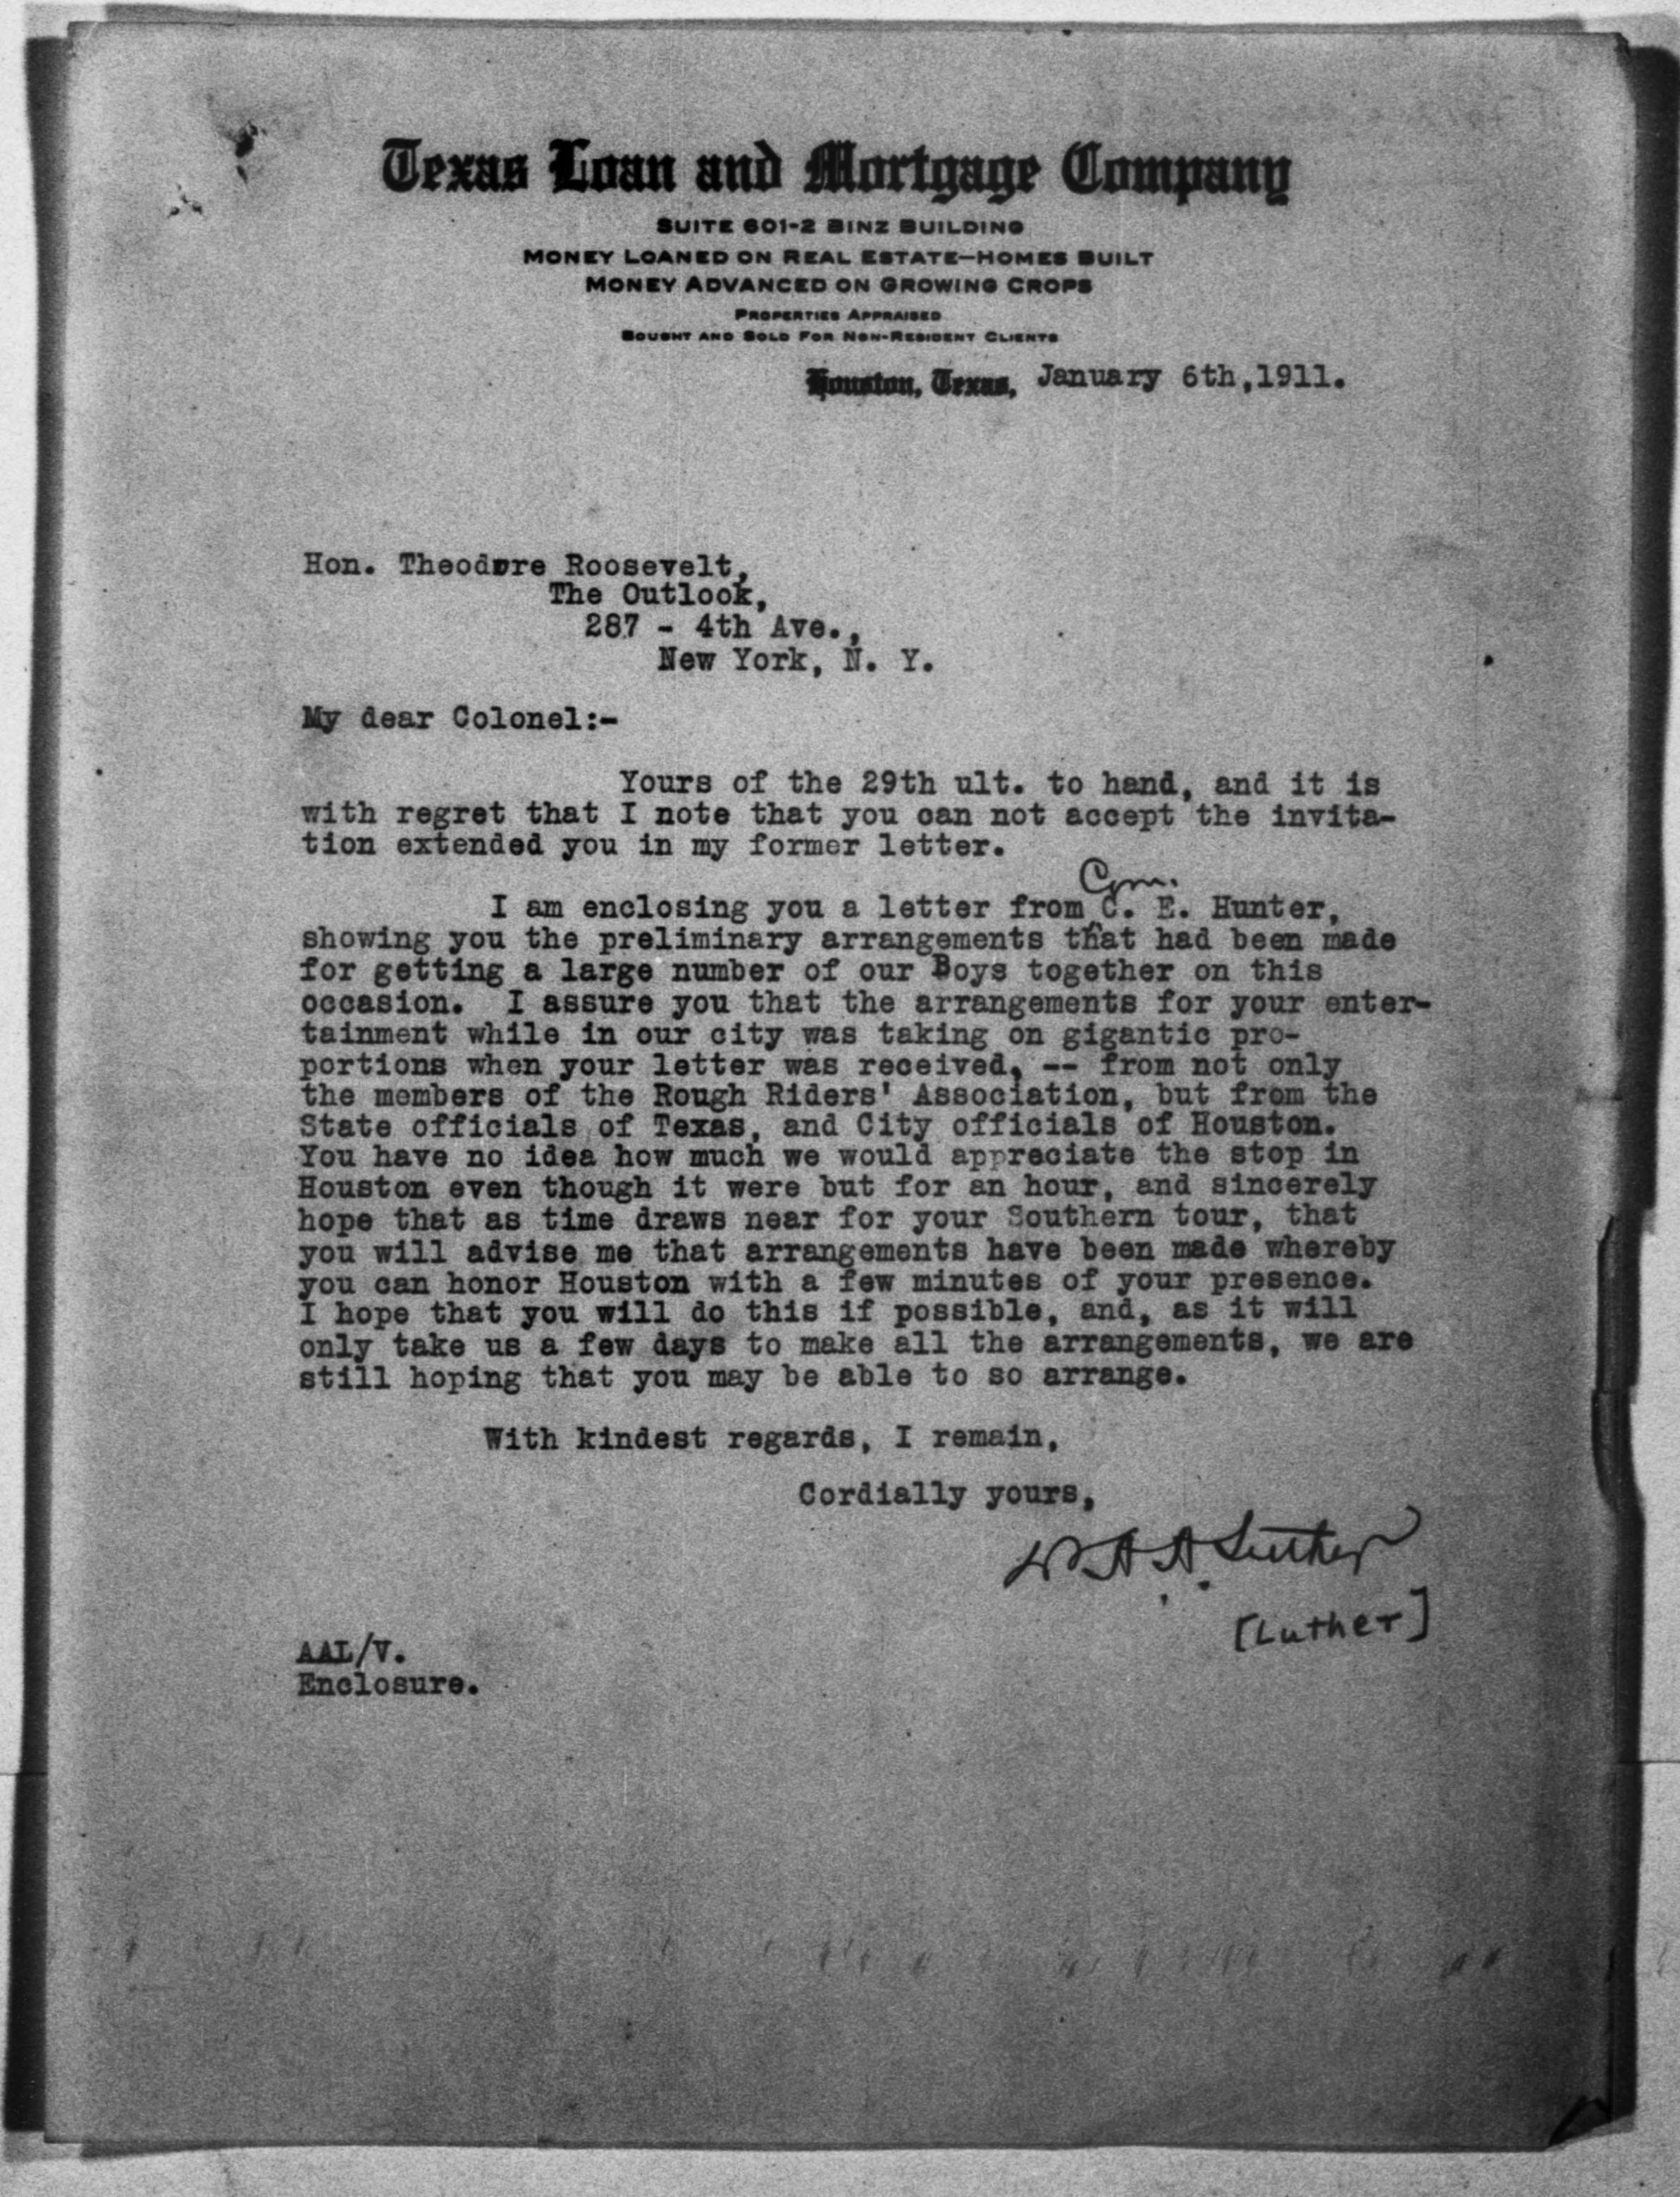 Texas Loan and Mortgage Company
SUITE 601-2 BINZ BUILDING
MONEY LOANED ON REAL ESTATE—HOMES BUILT
MONEY ADVANCED ON GROWING CROPS
PROPERTIES APPRAISED
BOUGHT AND SOLD FOR NON-RESIDENT CLIENTS
Houston, Texas, January 6th,1911.
Hon. Theodore Roosevelt,
The Outlook,
287 - 4th Ave.,
New York, N. Y.
My dear Colonel:-
Yours of the 29th ult. to hand, and it is
with regret that I note that you can not accept the invita-
tion extended you in my former letter.
I am enclosing you a letter from C. E. Hunter,
showing you the preliminary arrangements that had been made
for getting a large number of our Boys together on this
occasion. I assure you that the arrangements for your enter-
tainment while in our city was taking on gigantic pro-
portions when your letter was received, -- from not only
the members of the Rough Riders' Association, but from the
State officials of Texas, and City officials of Houston.
You have no idea how much we would appreciate the stop in
Houston even though it were but for an hour, and sincerely
hope that as time draws near for your Southern tour, that
you will advise me that arrangements have been made whereby
you can honor Houston with a few minutes of your presence.
I hope that you will do this if possible, and, as it will
only take us a few days to make all the arrangements, we are
still hoping that you may be able to so arrange.
With kindest regards, I remain,
Cordially yours,
A A Luther
[Luther]
AAL/V.
Enclosure.